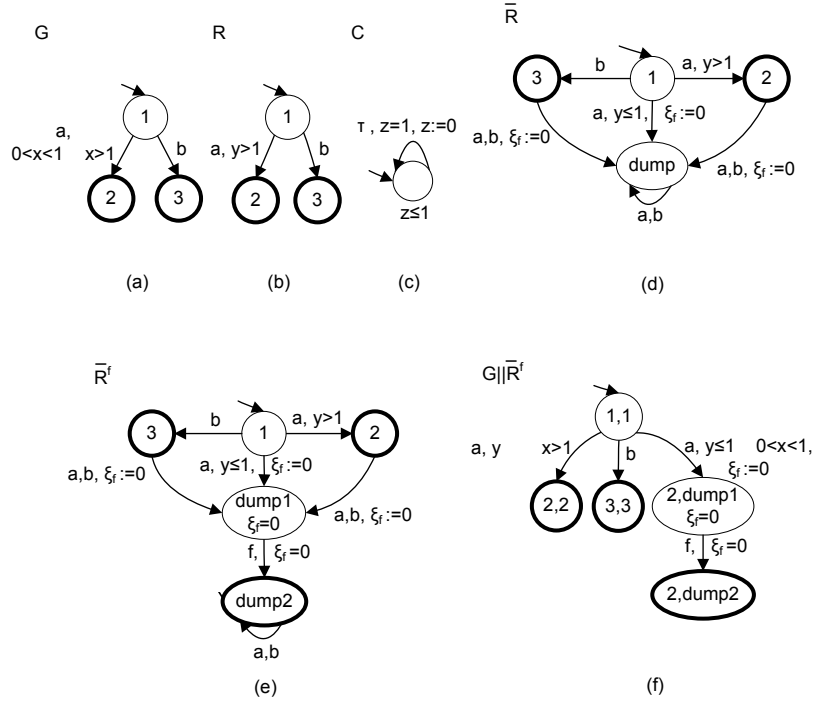 G
1
a,
0<x<1 x>1 b
2 3
(a)
R
1
a, y>1 b
2 3
(b)
C
τ , z=1, z:=0
z≤1
(c)
R̅
3 b 1 a, y>1 2
a, y≤1, ξf:=0
a,b, ξf:=0
dump
a,b, ξf:=0
a,b
(d)
R̅f
3 b 1 a, y>1 2
a, y≤1, ξf:=0
a,b, ξf:=0
dump1
ξf=0
a,b, ξf:=0
f, ξf=0
dump2
a,b
(e)
G||R̅f
1,1
a, y x>1 b a, y≤1 0<x<1,
ξf:=0
2,2 3,3 2,dump1
ξf=0
f, ξf=0
2,dump2
(f)